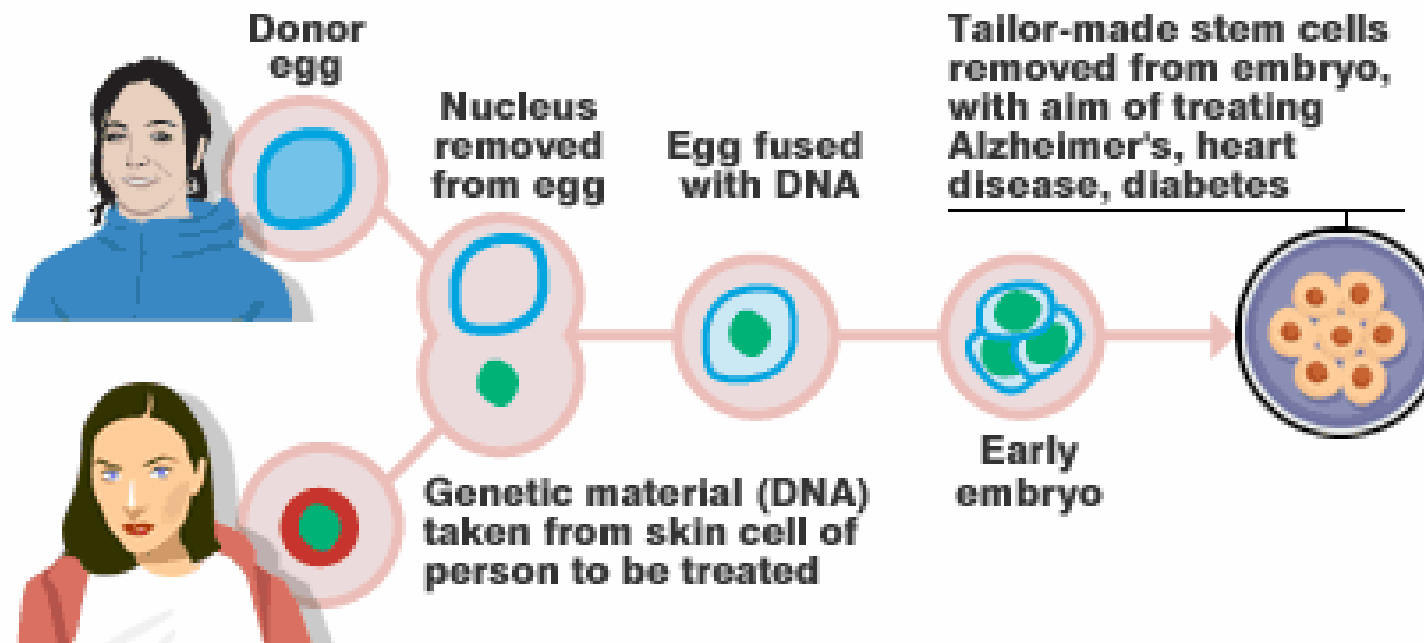 Donor
egg
Nucleus
removed
from egg
Egg fused
with DNA
Tailor-made stem cells
removed from embryo,
with aim of treating
Alzheimer's, heart
disease, diabetes
Genetic material (DNA)
taken from skin cell of
person to be treated
Early
embryo